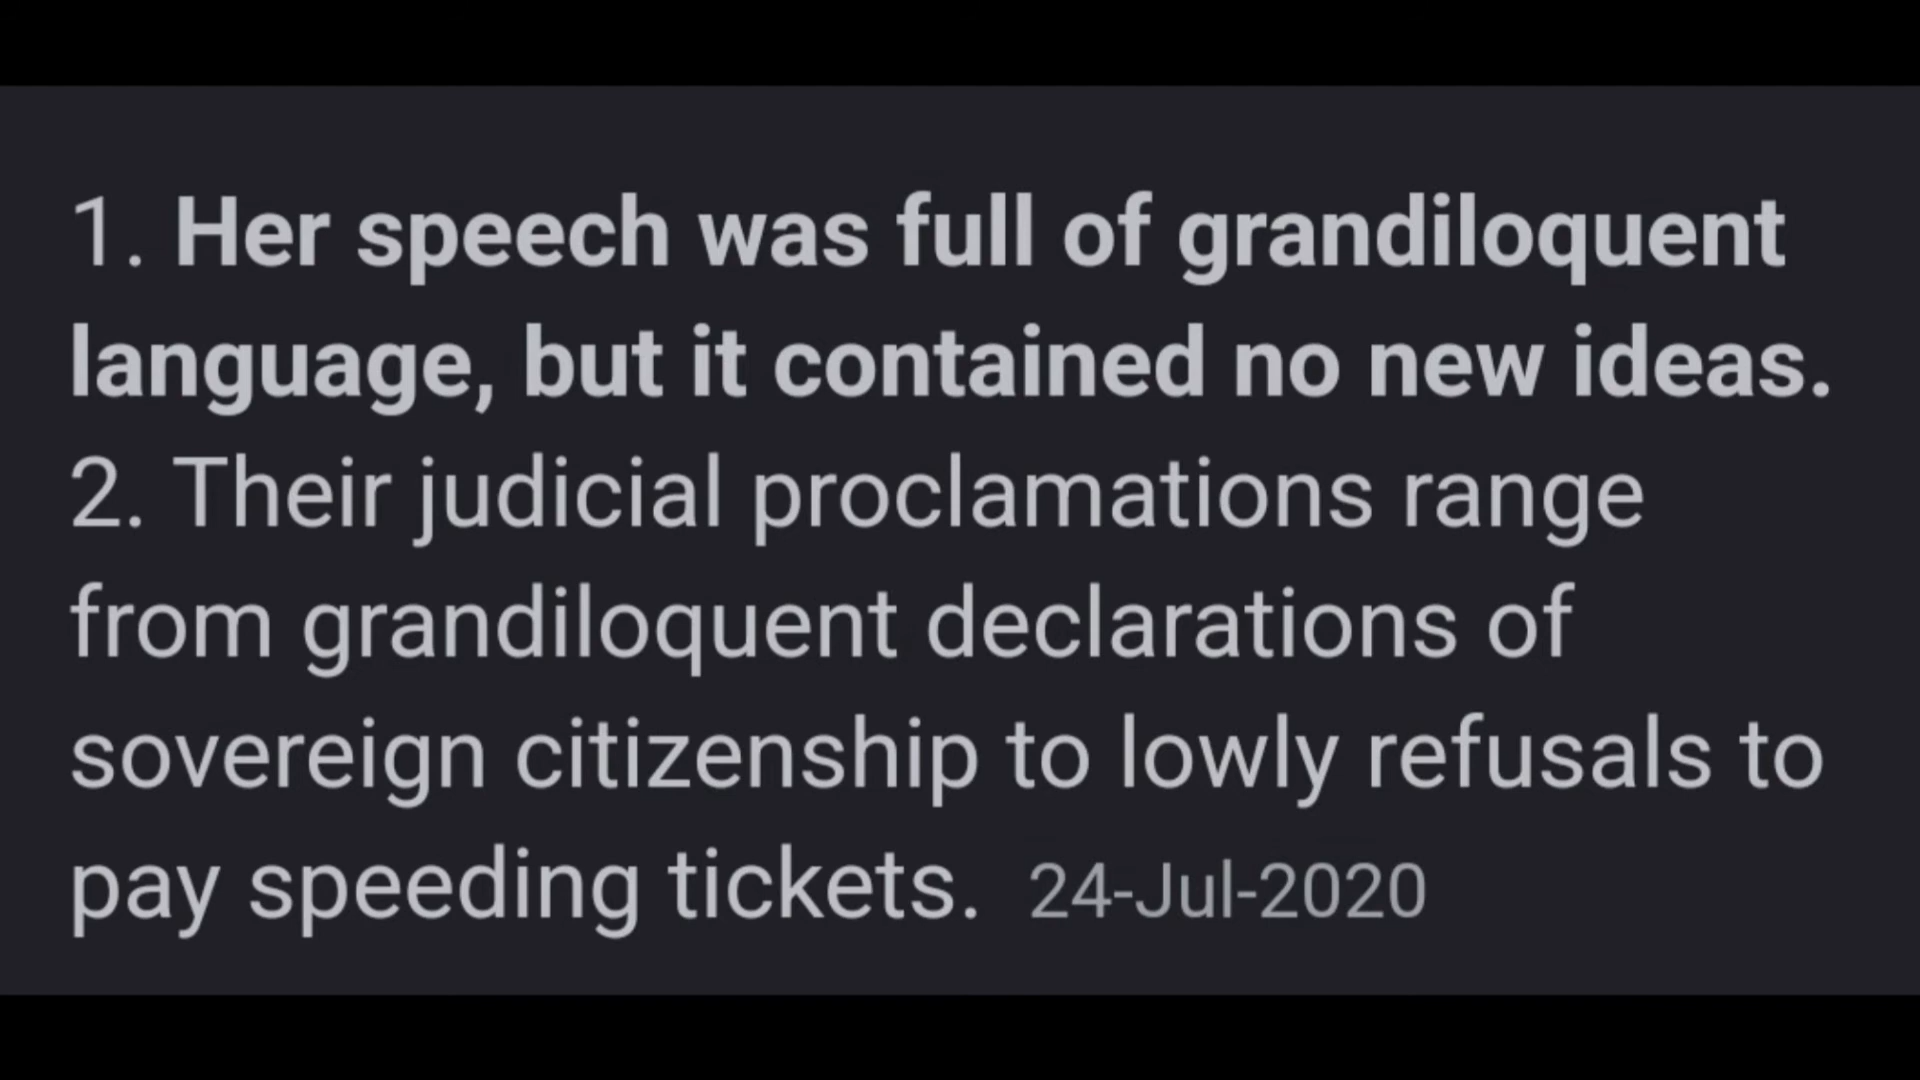 1. Her speech was full of grandiloquent
language, but it contained no new ideas.
2. Their judicial proclamations range
from grandiloquent declarations of
sovereign citizenship to lowly refusals to
pay speeding tickets. 24-Jul-2020